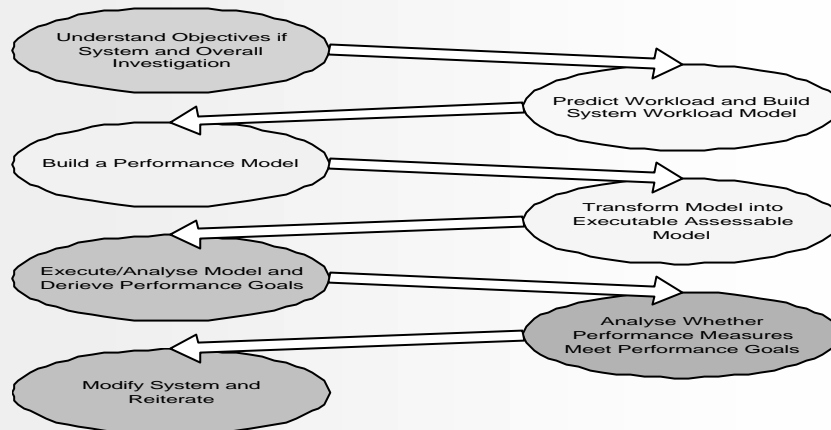 Understand Objectives if
System and Overall
Investigation
Predict Workload and Build
System Workload Model
Build a Performance Model
Transform Model into
Executable Assessable
Model
Execute/Analyse Model and
Derieve Performance Goals
Analyse Whether
Performance Measures
Meet Performance Goals
Modify System and
Reiterate